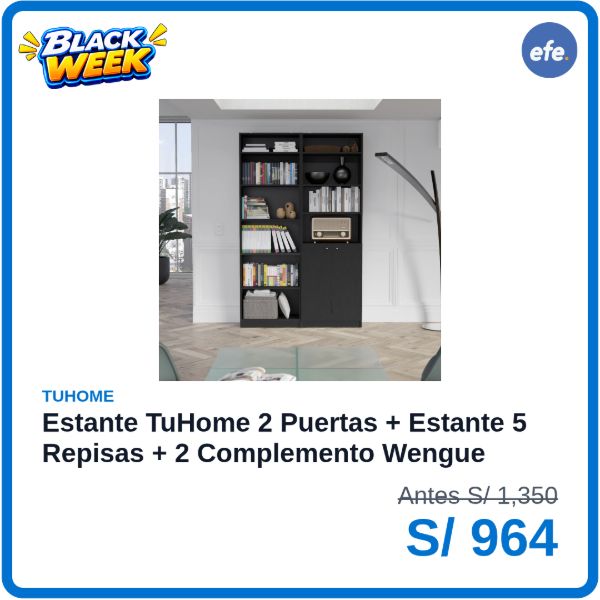 BLACK
WEEK
efe.
TUHOME
Estante TuHome 2 Puertas + Estante 5
Repisas + 2 Complemento Wengue
Antes S/ 1,350
S/ 964